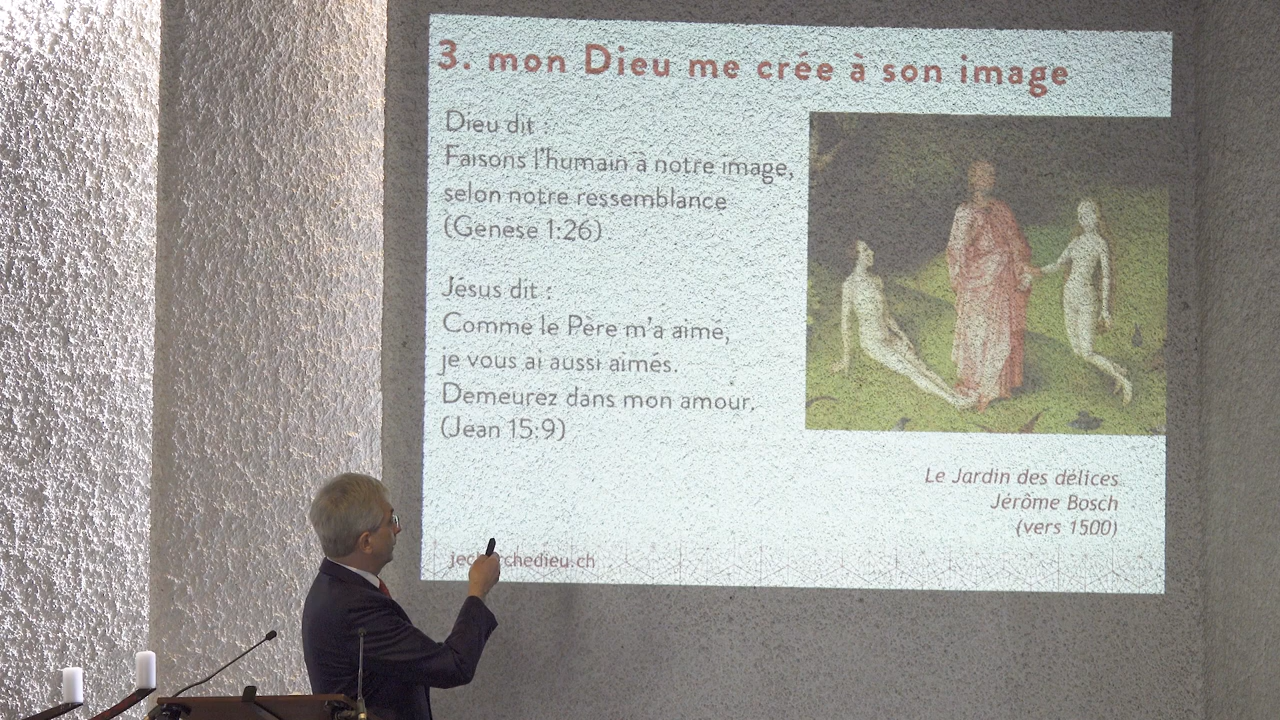 3. mon Dieu me crée à son image
Dieu dit :
Faisons l'humain à notre image,
selon notre ressemblance
(Genèse 1:26)
Jésus dit :
Comme le Père m'a aimé,
je vous ai aussi aimés.
Demeurez dans mon amour.
(Jean 15:9)
Le Jardin des délices
Jérôme Bosch
(vers 1500)